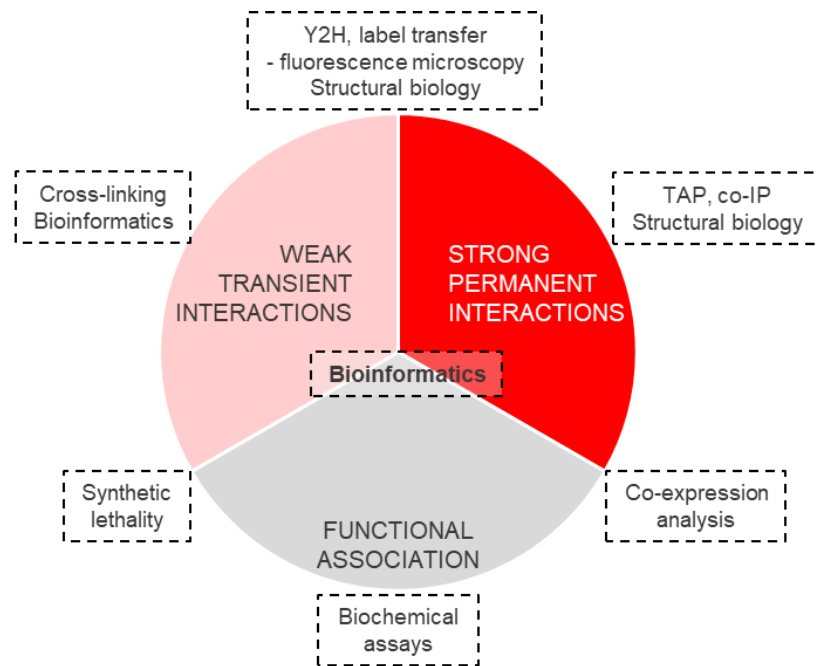 Y2H, label transfer
- fluorescence microscopy
Structural biology
Cross-linking
Bioinformatics
TAP, co-IP
Structural biology
WEAK
TRANSIENT
INTERACTIONS
STRONG
PERMANENT
INTERACTIONS
Bioinformatics
Synthetic
lethality
Co-expression
analysis
FUNCTIONAL
ASSOCIATION
Biochemical
assays